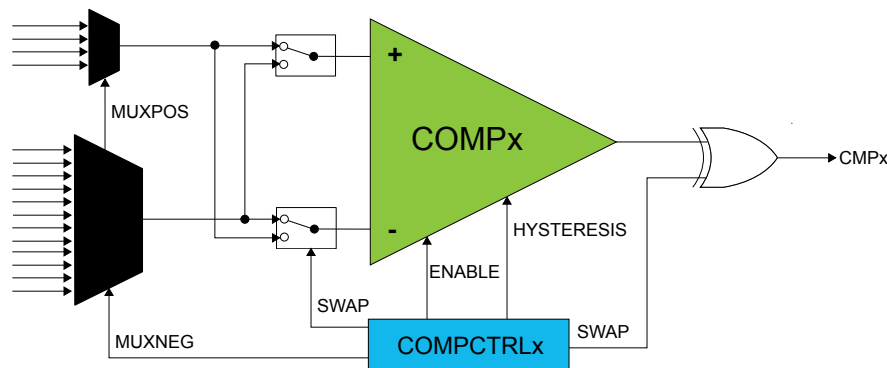 +
MUXPOS
COMPx
CMPx
-
HYSTERESIS
ENABLE
SWAP
SWAP
MUXNEG
COMPCTRLx